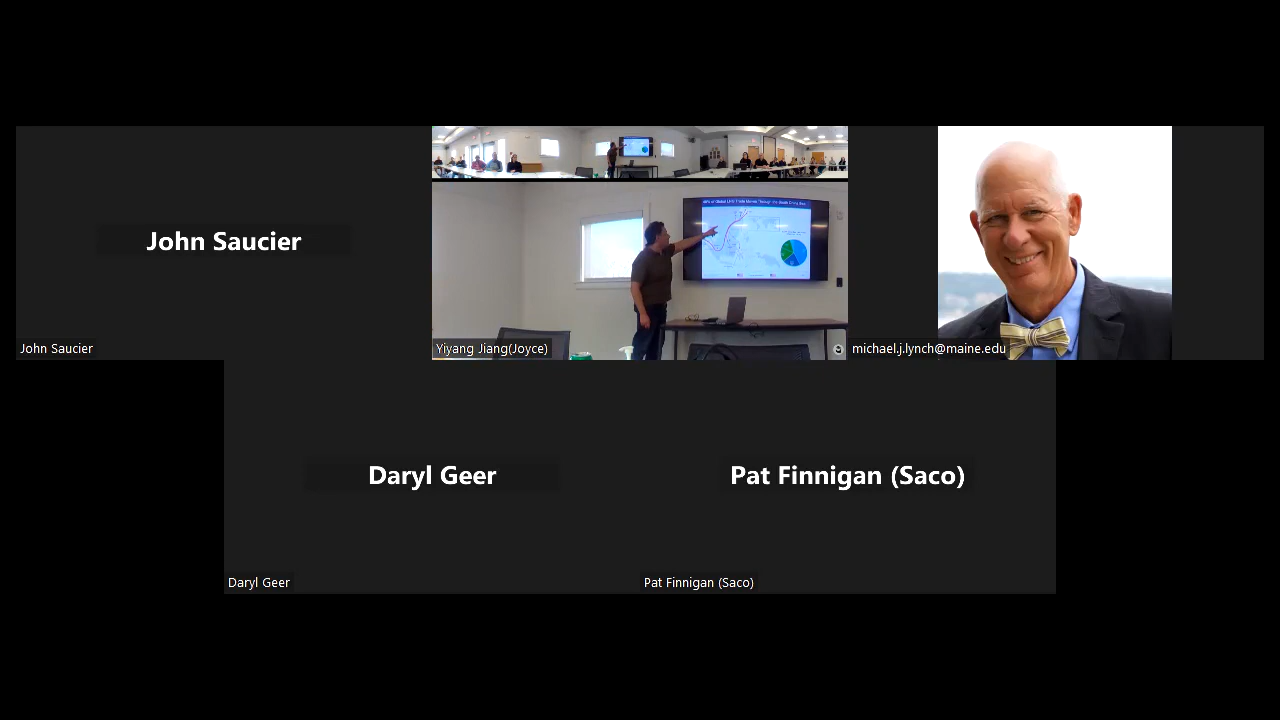 John Saucier
John Saucier
Yiyang Jiang(Joyce)
michael.j.lynch@maine.edu
Daryl Geer
Pat Finnigan (Saco)
Daryl Geer
Pat Finnigan (Saco)